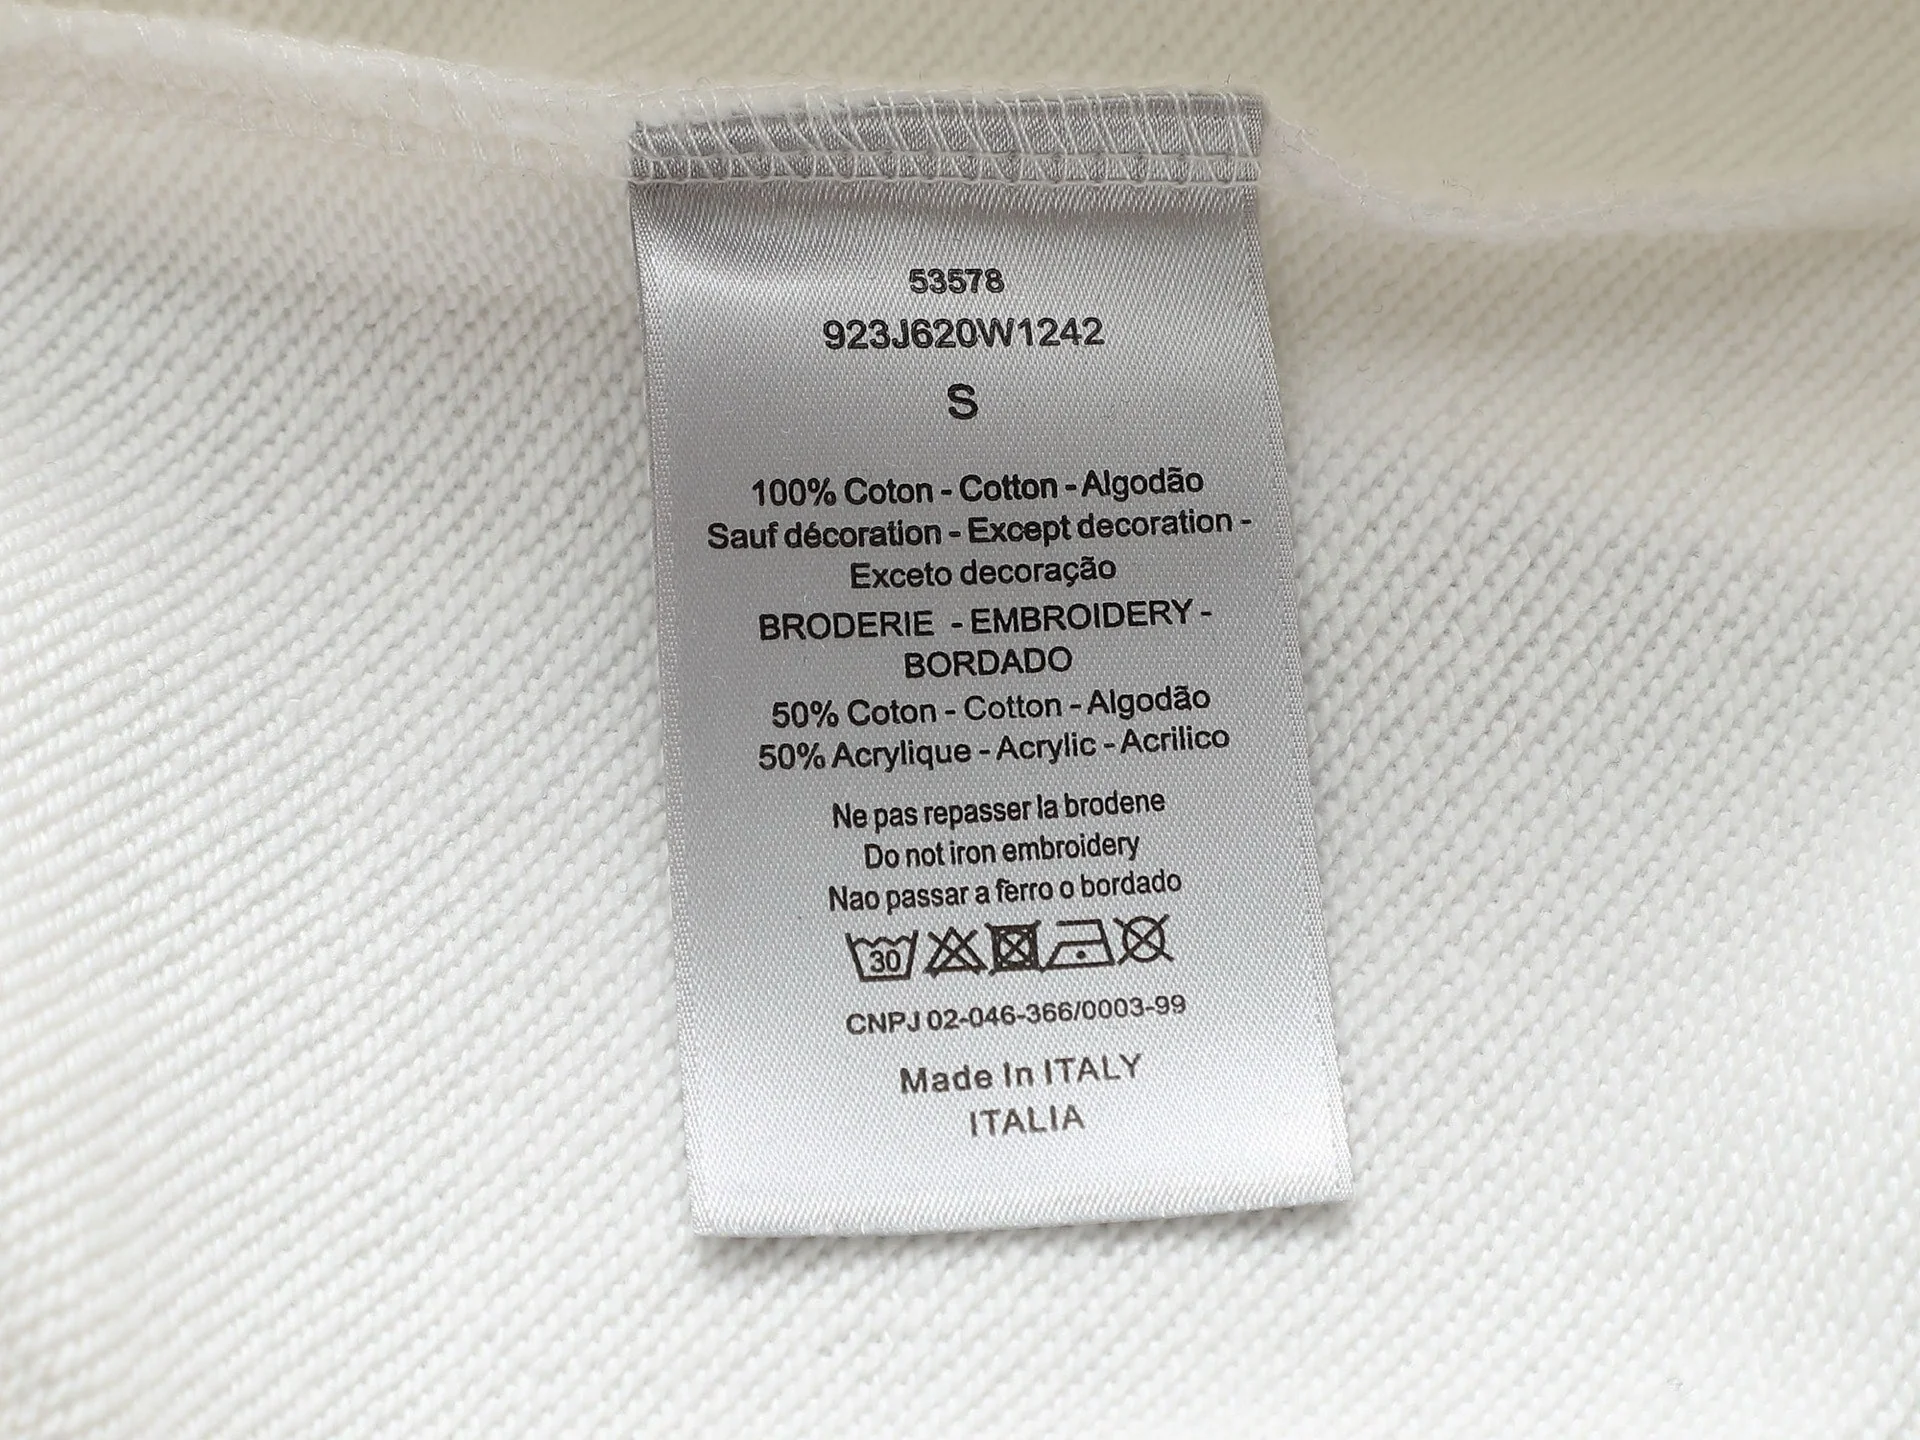 53578
923J620W1242
S
100% Coton - Cotton - Algodão
Sauf décoration - Except decoration -
Exceto decoração
BRODERIE - EMBROIDERY -
BORDADO
50% Coton - Cotton - Algodão
50% Acrylique - Acrylic - Acrilico
Ne pas repasser la brodene
Do not iron embroidery
Nao passar a ferro o bordado
30
CNPJ 02-046-366/0003-99
Made In ITALY
ITALIA